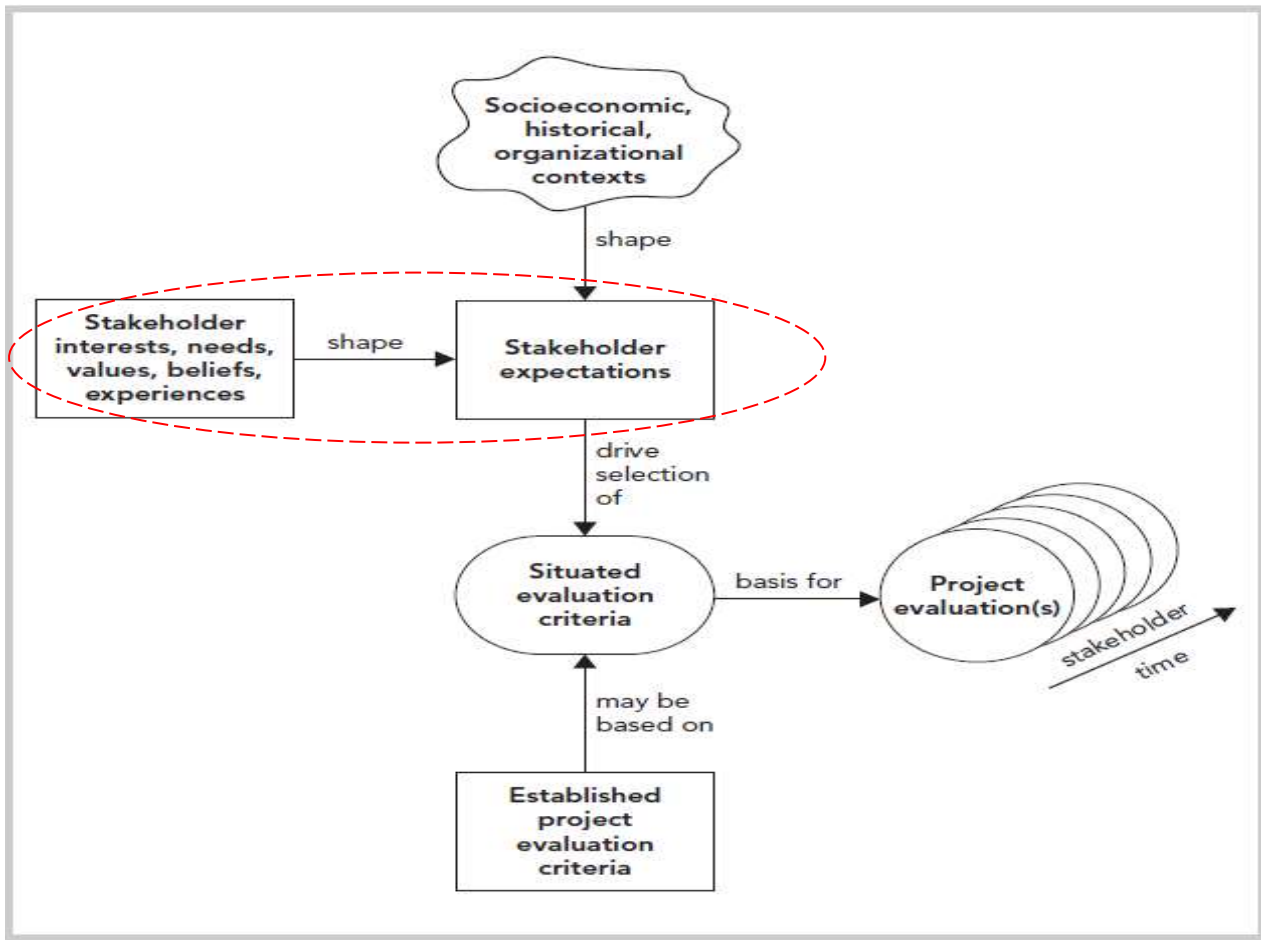 Socioeconomic,
historical,
organizational
contexts
shape
Stakeholder
interests, needs,
values, beliefs,
experiences
shape
Stakeholder
expectations
drive
selection
of
Situated
evaluation
criteria
basis for
Project
evaluation(s)
stakeholder
time
may be
based on
Established
project
evaluation
criteria